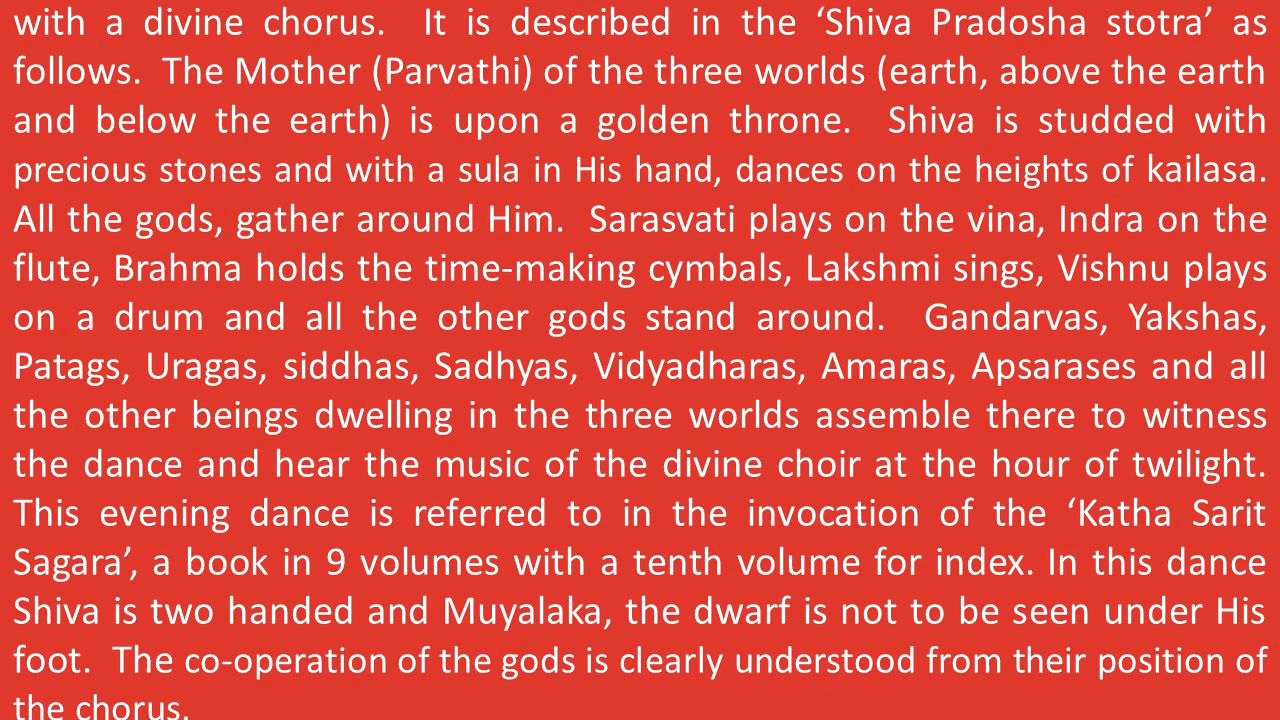 with a divine chorus.  It is described in the ‘Shiva Pradosha stotra’ as
follows.  The Mother (Parvathi) of the three worlds (earth, above the earth
and below the earth) is upon a golden throne.  Shiva is studded with
precious stones and with a sula in His hand, dances on the heights of kailasa.
All the gods, gather around Him.  Sarasvati plays on the vina, Indra on the
flute, Brahma holds the time-making cymbals, Lakshmi sings, Vishnu plays
on a drum and all the other gods stand around.  Gandarvas, Yakshas,
Patags, Uragas, siddhas, Sadhyas, Vidyadharas, Amaras, Apsarases and all
the other beings dwelling in the three worlds assemble there to witness
the dance and hear the music of the divine choir at the hour of twilight.
This evening dance is referred to in the invocation of the ‘Katha Sarit
Sagara’, a book in 9 volumes with a tenth volume for index. In this dance
Shiva is two handed and Muyalaka, the dwarf is not to be seen under His
foot.  The co-operation of the gods is clearly understood from their position of
the chorus.